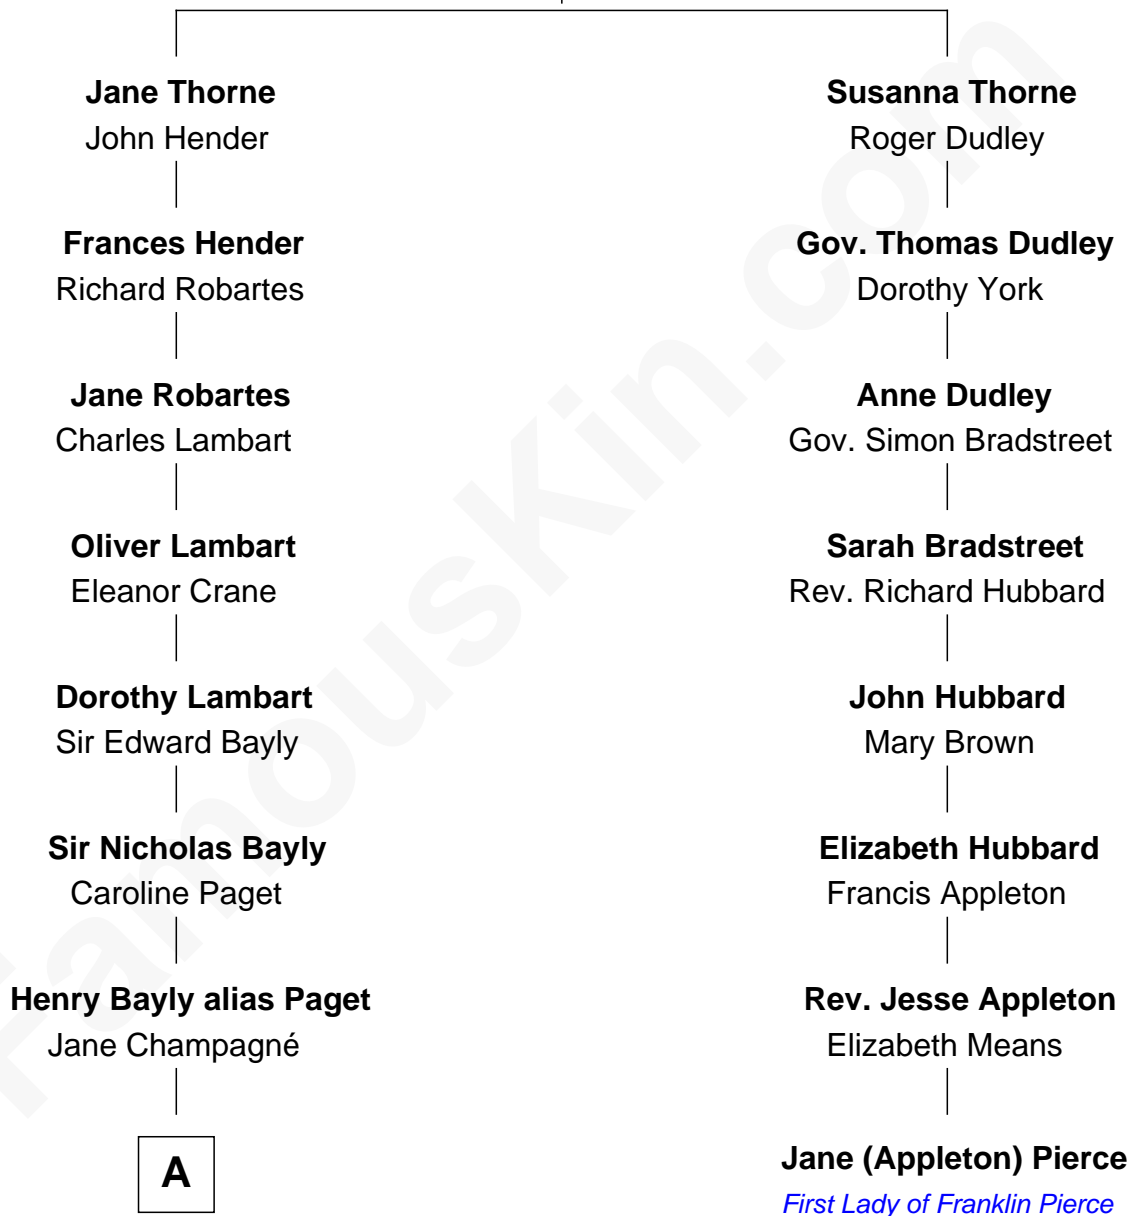 Jane Thorne
John Hender
Frances Hender
Richard Robartes
Jane Robartes
Charles Lambart
Oliver Lambart
Eleanor Crane
Dorothy Lambart
Sir Edward Bayly
Sir Nicholas Bayly
Caroline Paget
Henry Bayly alias Paget
Jane Champagné
A
Susanna Thorne
Roger Dudley
Gov. Thomas Dudley
Dorothy York
Anne Dudley
Gov. Simon Bradstreet
Sarah Bradstreet
Rev. Richard Hubbard
John Hubbard
Mary Brown
Elizabeth Hubbard
Francis Appleton
Rev. Jesse Appleton
Elizabeth Means
Jane (Appleton) Pierce
First Lady of Franklin Pierce
FamousKin.com